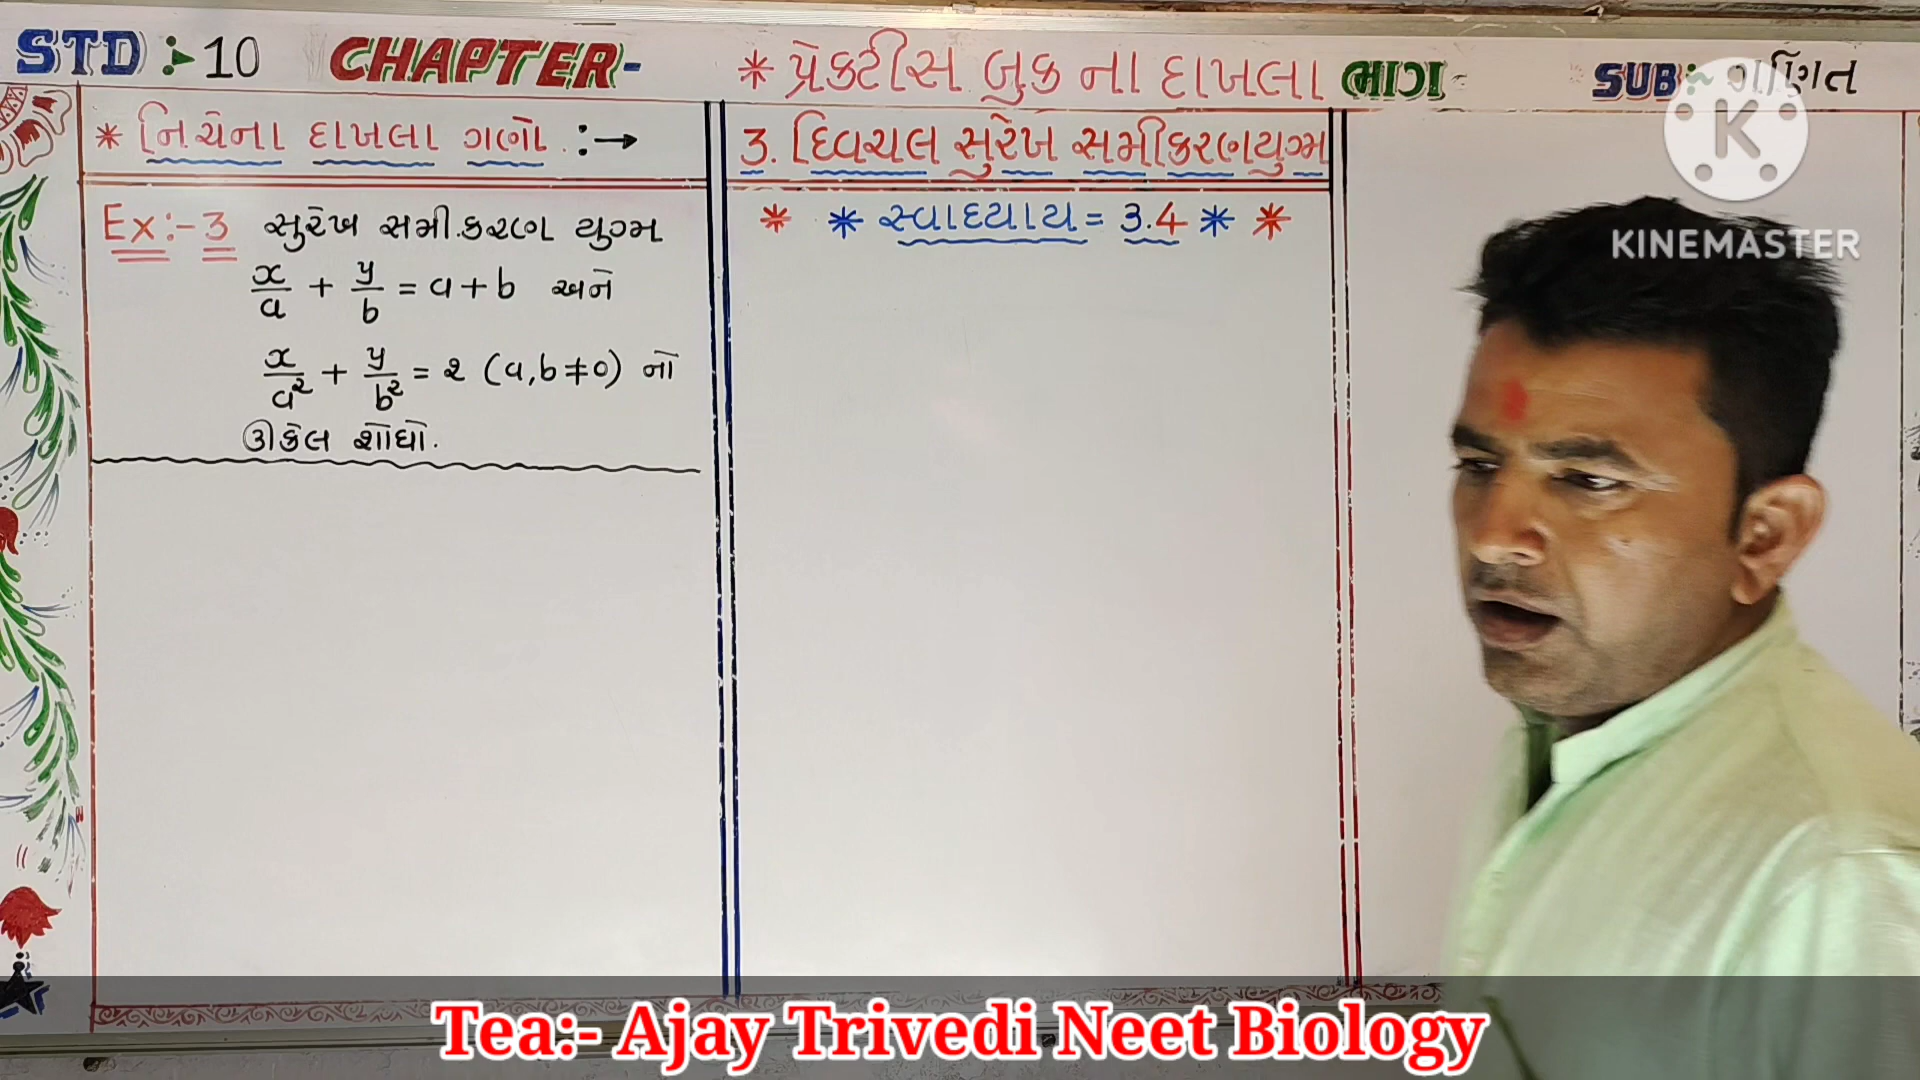 STD :- 10 CHAPTER- * પ્રેક્ટીસ બુક ના દાખલા ભાગ - SUB:- ગણિત
* નિચેના દાખલા ગણો :→
3. દ્વિચલ સુરેખ સમીકરણયુગ્મ
* * સ્વાધ્યાય = 3.4 * *
Ex:- 3 સુરેખ સમીકરણ યુગ્મ
x/a + y/b = a + b અને
x/a² + y/b² = ૨ (a, b ≠ 0) નો
ઉકેલ શોધો.
K
KINEMASTER
Tea:- Ajay Trivedi Neet Biology